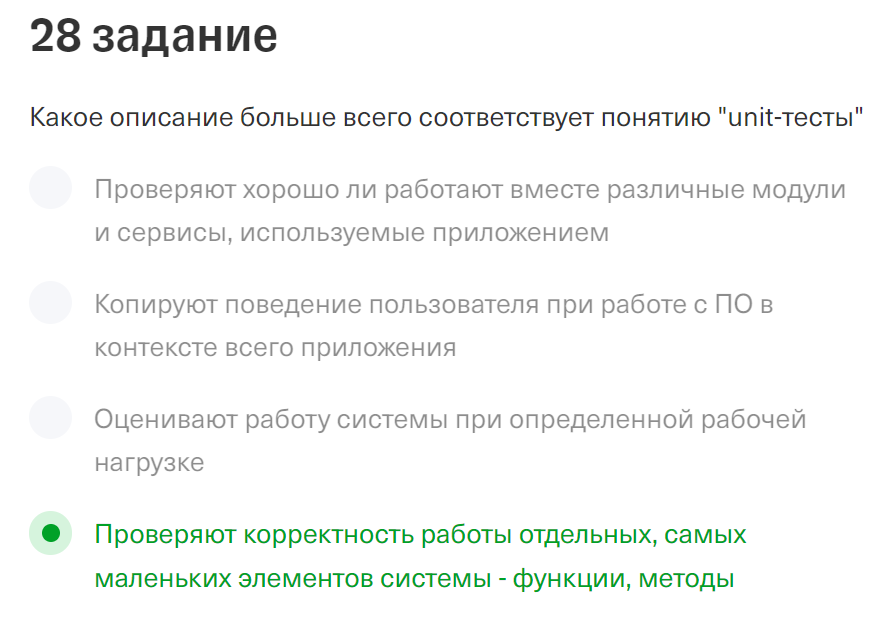 28 задание
Какое описание больше всего соответствует понятию "unit-тесты"
Проверяют хорошо ли работают вместе различные модули
и сервисы, используемые приложением
Копируют поведение пользователя при работе с ПО в
контексте всего приложения
Оценивают работу системы при определенной рабочей
нагрузке
Проверяют корректность работы отдельных, самых
маленьких элементов системы - функции, методы